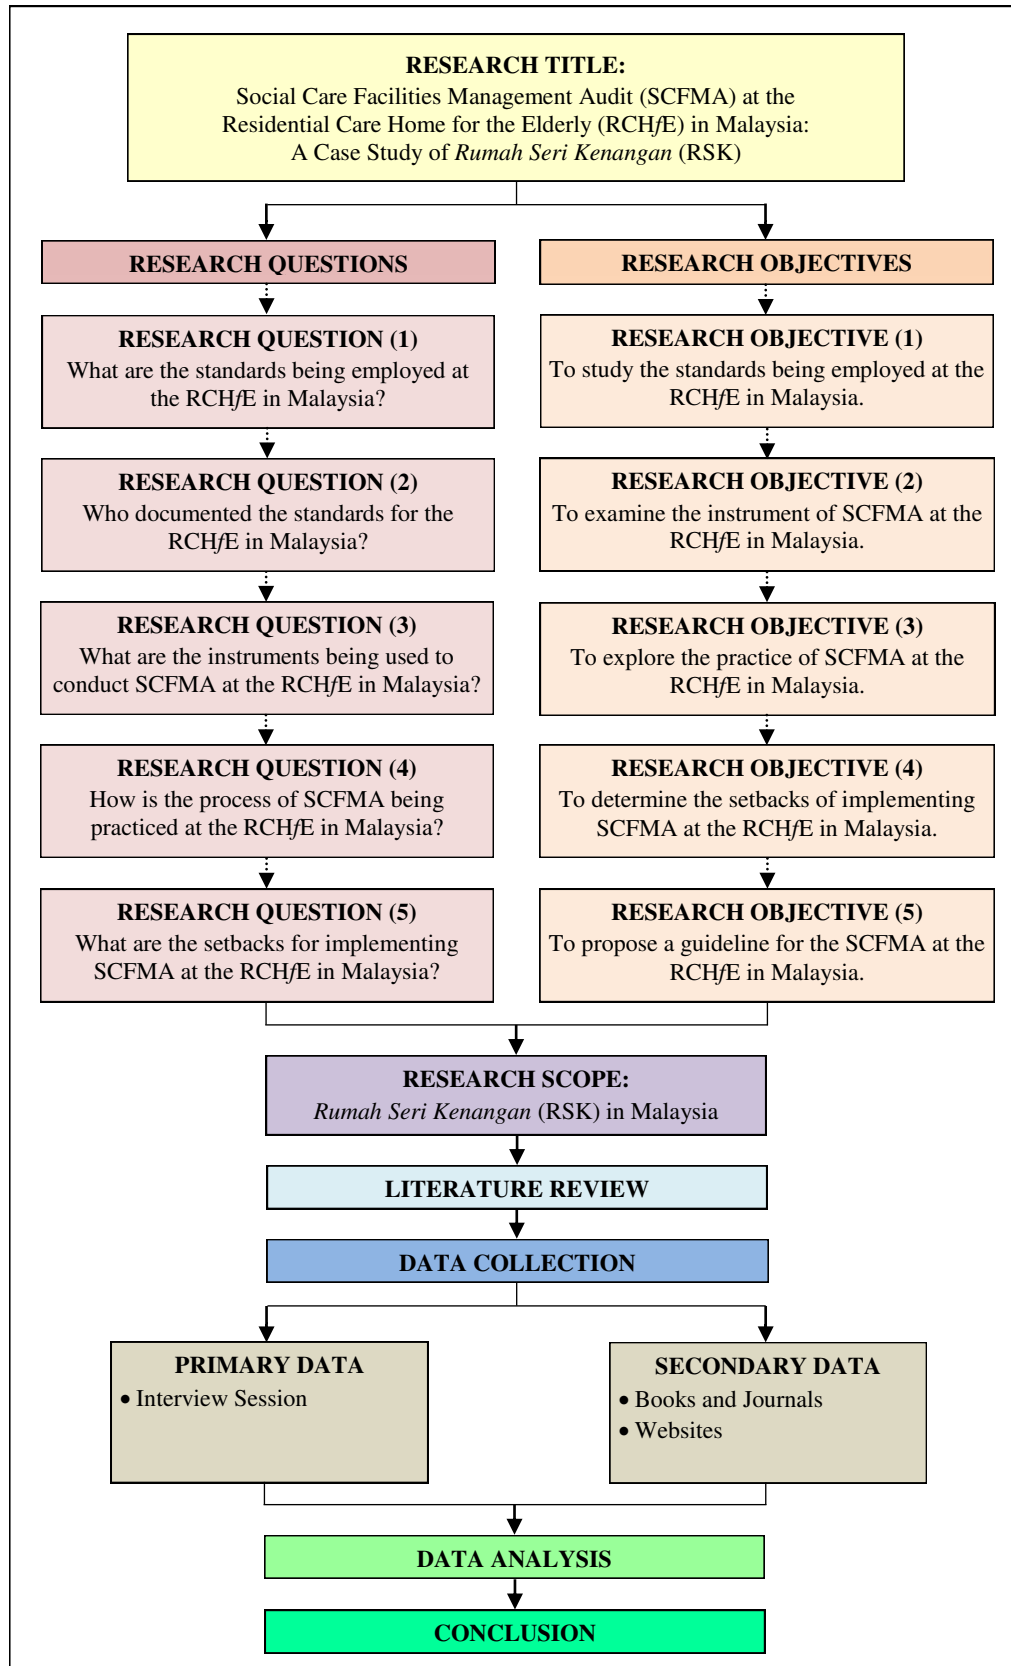 RESEARCH TITLE:
Social Care Facilities Management Audit (SCFMA) at the
Residential Care Home for the Elderly (RCHfE) in Malaysia:
A Case Study of Rumah Seri Kenangan (RSK)
RESEARCH QUESTIONS
RESEARCH QUESTION (1)
What are the standards being employed at
the RCHfE in Malaysia?
RESEARCH QUESTION (2)
Who documented the standards for the
RCHfE in Malaysia?
RESEARCH QUESTION (3)
What are the instruments being used to
conduct SCFMA at the RCHfE in Malaysia?
RESEARCH QUESTION (4)
How is the process of SCFMA being
practiced at the RCHfE in Malaysia?
RESEARCH QUESTION (5)
What are the setbacks for implementing
SCFMA at the RCHfE in Malaysia?
RESEARCH OBJECTIVES
RESEARCH OBJECTIVE (1)
To study the standards being employed at the
RCHfE in Malaysia.
RESEARCH OBJECTIVE (2)
To examine the instrument of SCFMA at the
RCHfE in Malaysia.
RESEARCH OBJECTIVE (3)
To explore the practice of SCFMA at the
RCHfE in Malaysia.
RESEARCH OBJECTIVE (4)
To determine the setbacks of implementing
SCFMA at the RCHfE in Malaysia.
RESEARCH OBJECTIVE (5)
To propose a guideline for the SCFMA at the
RCHfE in Malaysia.
RESEARCH SCOPE:
Rumah Seri Kenangan (RSK) in Malaysia
LITERATURE REVIEW
DATA COLLECTION
PRIMARY DATA
• Interview Session
SECONDARY DATA
• Books and Journals
• Websites
DATA ANALYSIS
CONCLUSION